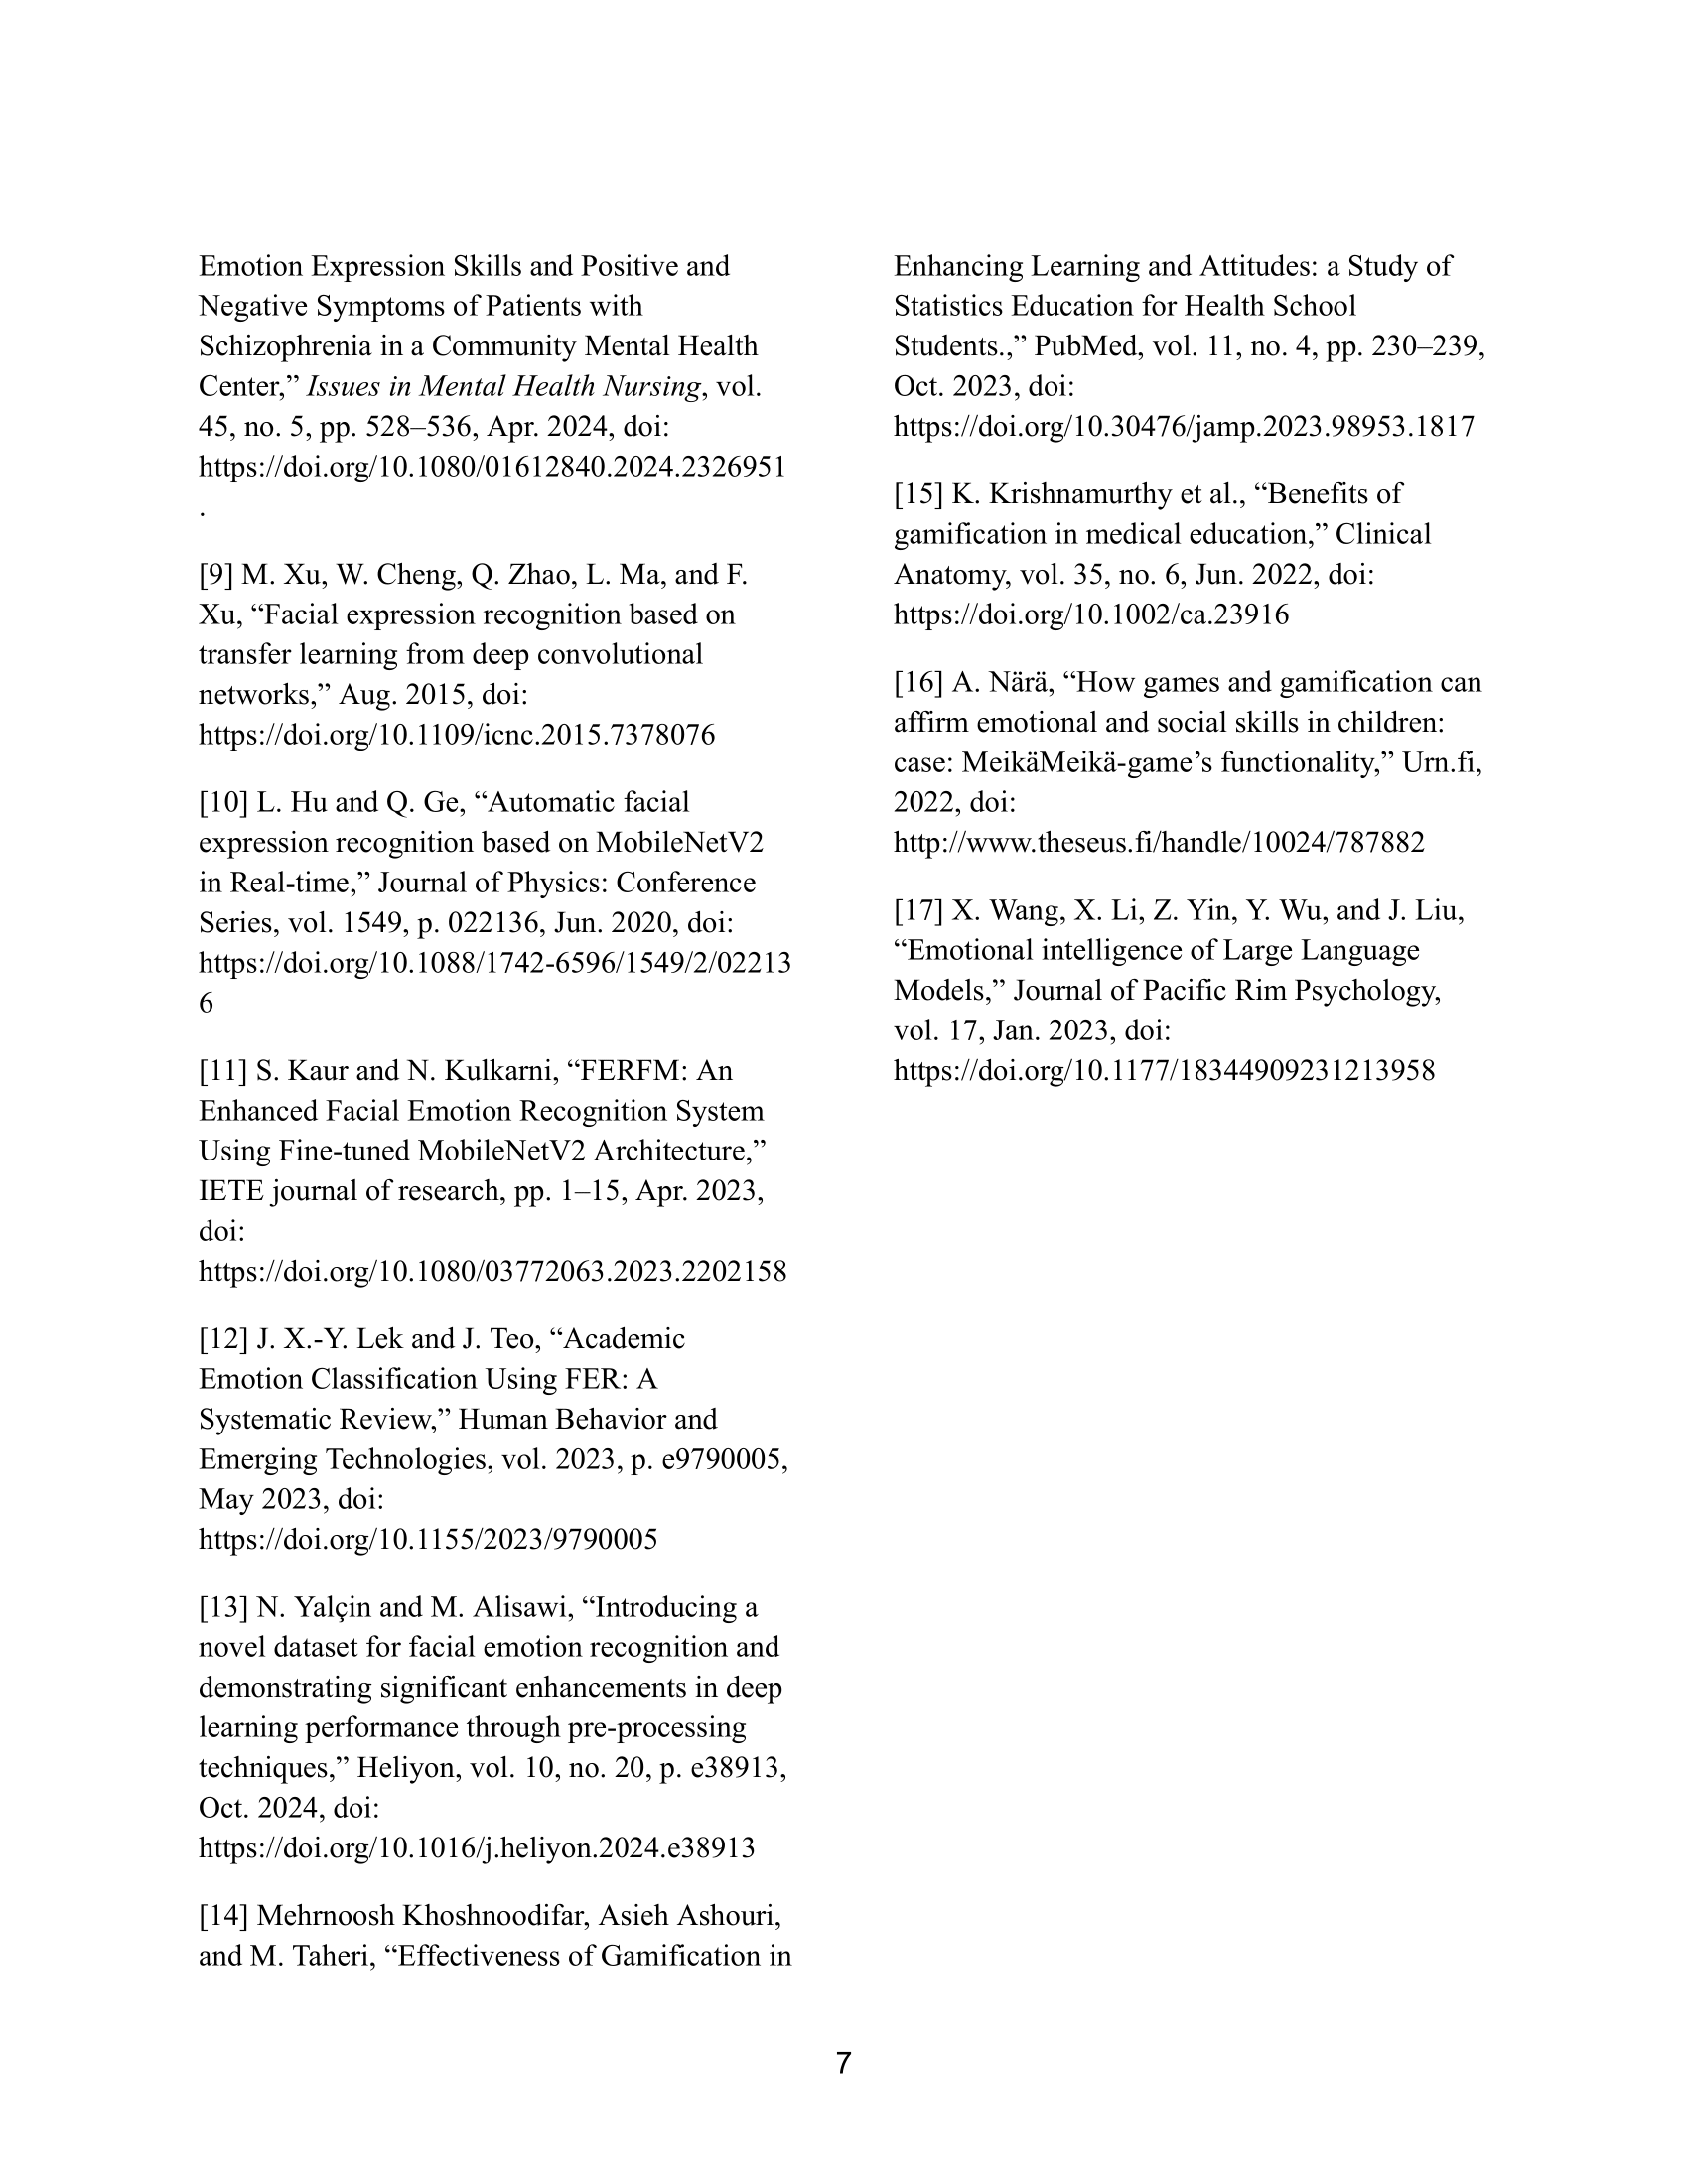 Emotion Expression Skills and Positive and
Negative Symptoms of Patients with
Schizophrenia in a Community Mental Health
Center,” Issues in Mental Health Nursing, vol.
45, no. 5, pp. 528–536, Apr. 2024, doi:
https://doi.org/10.1080/01612840.2024.2326951
.
[9] M. Xu, W. Cheng, Q. Zhao, L. Ma, and F.
Xu, “Facial expression recognition based on
transfer learning from deep convolutional
networks,” Aug. 2015, doi:
https://doi.org/10.1109/icnc.2015.7378076
[10] L. Hu and Q. Ge, “Automatic facial
expression recognition based on MobileNetV2
in Real-time,” Journal of Physics: Conference
Series, vol. 1549, p. 022136, Jun. 2020, doi:
https://doi.org/10.1088/1742-6596/1549/2/02213
6
[11] S. Kaur and N. Kulkarni, “FERFM: An
Enhanced Facial Emotion Recognition System
Using Fine-tuned MobileNetV2 Architecture,”
IETE journal of research, pp. 1–15, Apr. 2023,
doi:
https://doi.org/10.1080/03772063.2023.2202158
[12] J. X.-Y. Lek and J. Teo, “Academic
Emotion Classification Using FER: A
Systematic Review,” Human Behavior and
Emerging Technologies, vol. 2023, p. e9790005,
May 2023, doi:
https://doi.org/10.1155/2023/9790005
[13] N. Yalçin and M. Alisawi, “Introducing a
novel dataset for facial emotion recognition and
demonstrating significant enhancements in deep
learning performance through pre-processing
techniques,” Heliyon, vol. 10, no. 20, p. e38913,
Oct. 2024, doi:
https://doi.org/10.1016/j.heliyon.2024.e38913
[14] Mehrnoosh Khoshnoodifar, Asieh Ashouri,
and M. Taheri, “Effectiveness of Gamification in
Enhancing Learning and Attitudes: a Study of
Statistics Education for Health School
Students.,” PubMed, vol. 11, no. 4, pp. 230–239,
Oct. 2023, doi:
https://doi.org/10.30476/jamp.2023.98953.1817
[15] K. Krishnamurthy et al., “Benefits of
gamification in medical education,” Clinical
Anatomy, vol. 35, no. 6, Jun. 2022, doi:
https://doi.org/10.1002/ca.23916
[16] A. Närä, “How games and gamification can
affirm emotional and social skills in children:
case: MeikäMeikä-game’s functionality,” Urn.fi,
2022, doi:
http://www.theseus.fi/handle/10024/787882
[17] X. Wang, X. Li, Z. Yin, Y. Wu, and J. Liu,
“Emotional intelligence of Large Language
Models,” Journal of Pacific Rim Psychology,
vol. 17, Jan. 2023, doi:
https://doi.org/10.1177/18344909231213958
7